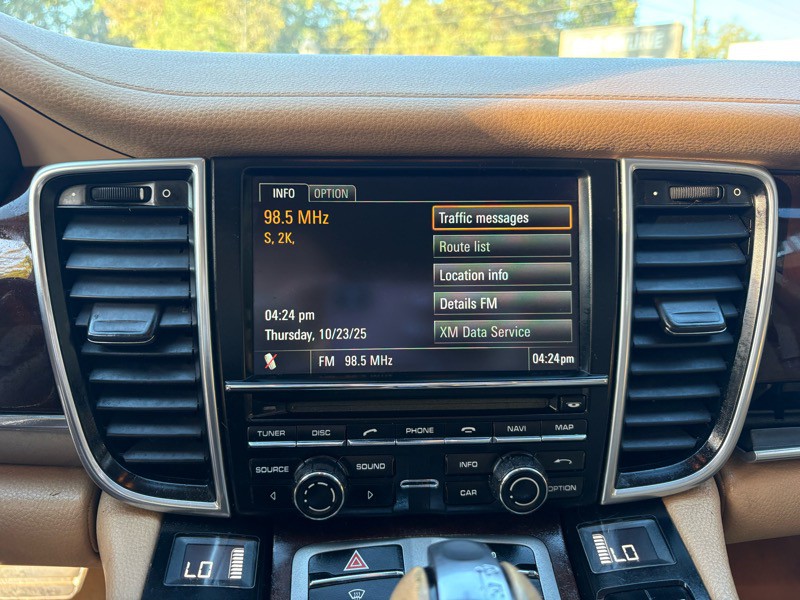 INFO OPTION
98.5 MHz
S, 2K,
Traffic messages
Route list
Location info
Details FM
XM Data Service
04:24 pm
Thursday, 10/23/25
FM 98.5 MHz 04:24pm
TUNER DISC PHONE NAVI MAP
SOURCE SOUND INFO
CAR OPTION
LO LO